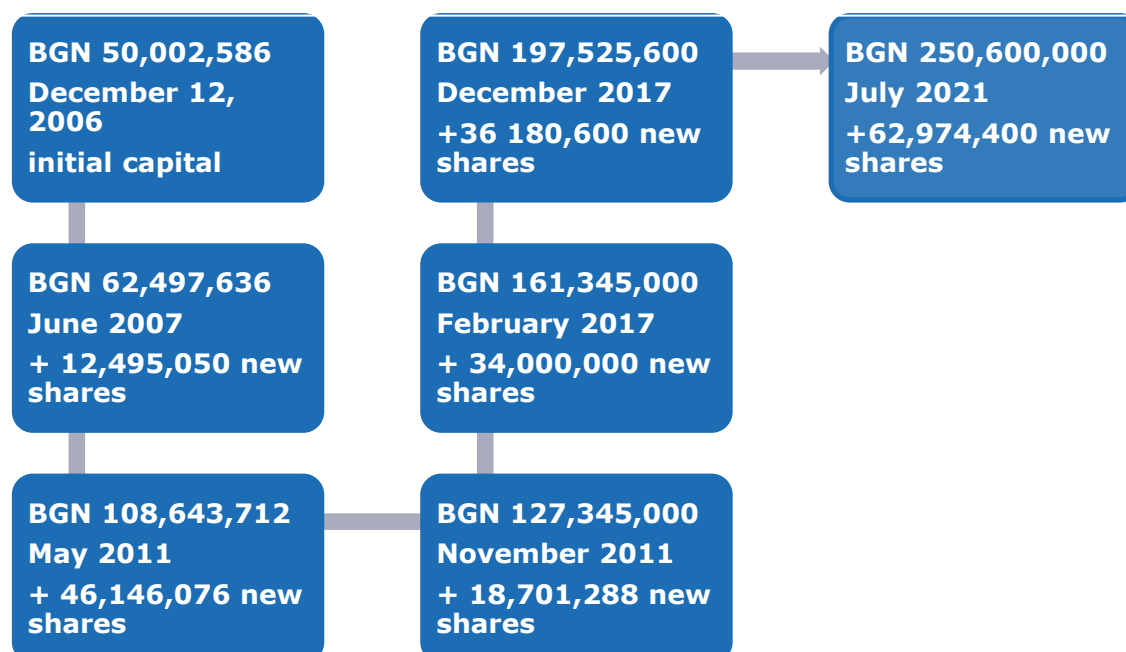 BGN 50,002,586
December 12,
2006
initial capital
BGN 62,497,636
June 2007
+ 12,495,050 new
shares
BGN 108,643,712
May 2011
+ 46,146,076 new
shares
BGN 127,345,000
November 2011
+ 18,701,288 new
shares
BGN 161,345,000
February 2017
+ 34,000,000 new
shares
BGN 197,525,600
December 2017
+36 180,600 new
shares
BGN 250,600,000
July 2021
+62,974,400 new
shares